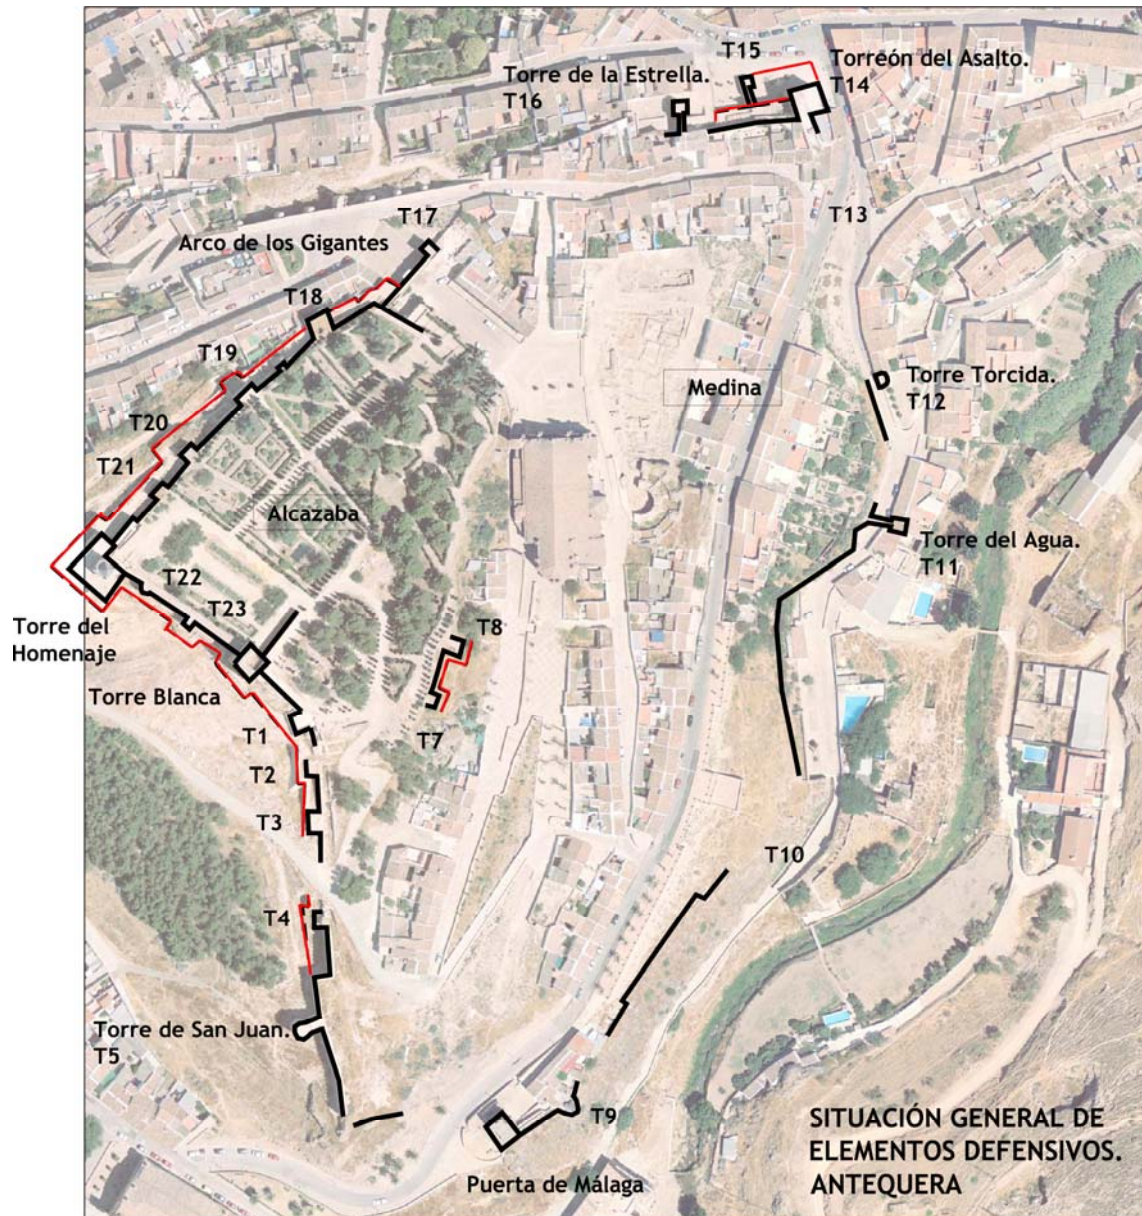 T15
Torre de la Estrella.
T16
Torreón del Asalto.
T14
T17
T13
Arco de los Gigantes
T18
T19
Medina
Torre Torcida.
T12
T20
T21
Alcazaba
Torre del Agua.
T11
T22
T23
Torre del
Homenaje
T8
Torre Blanca
T7
T1
T2
T3
T10
T4
Torre de San Juan.
T5
T9
Puerta de Málaga
SITUACIÓN GENERAL DE
ELEMENTOS DEFENSIVOS.
ANTEQUERA